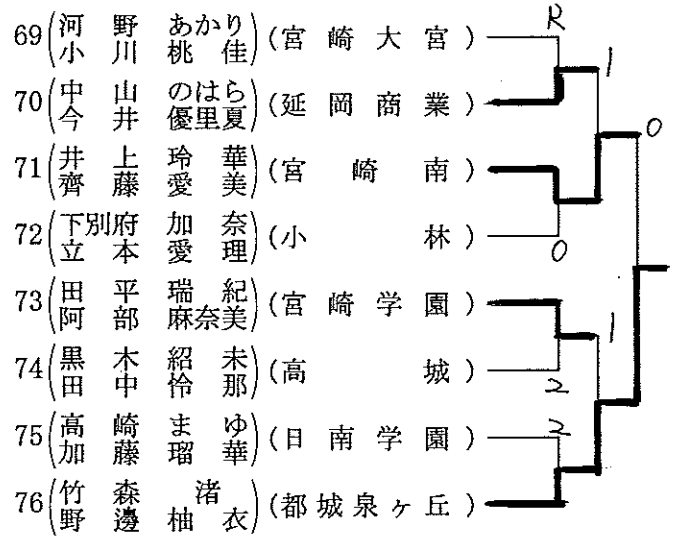 R
69(河野 あかり 小川 桃佳)(宮崎大宮)
1
70(中山 のはら 今井 優里夏)(延岡商業)
0
71(井上 玲華 齊藤 愛美)(宮崎南)
72(下別府 加奈 立本 愛理)(小林)
0
73(田平 瑞紀 阿部 麻奈美)(宮崎学園)
1
74(黒木 紹未 田中 怜那)(高城)
2
75(高崎 まゆ 加藤 瑠華)(日南学園)
2
76(竹森 渚 野邊 柚衣)(都城泉ヶ丘)